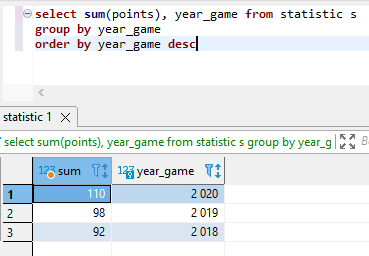 select sum(points), year_game from statistic s
group by year_game
order by year_game desc
statistic 1
select sum(points), year_game from statistic s group by year_g
123 sum 123 year_game
1 110 2 020
2 98 2 019
3 92 2 018